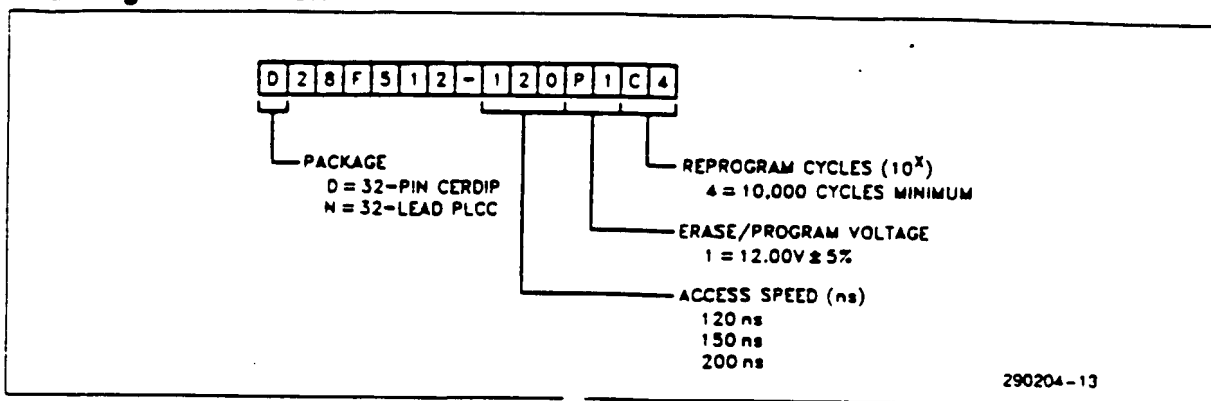 D28F512-120P1C4
PACKAGE
D = 32-PIN CERDIP
N = 32-LEAD PLCC
REPROGRAM CYCLES (10^X)
4 = 10,000 CYCLES MINIMUM
ERASE/PROGRAM VOLTAGE
1 = 12.00V ± 5%
ACCESS SPEED (ns)
120 ns
150 ns
200 ns
290204-13